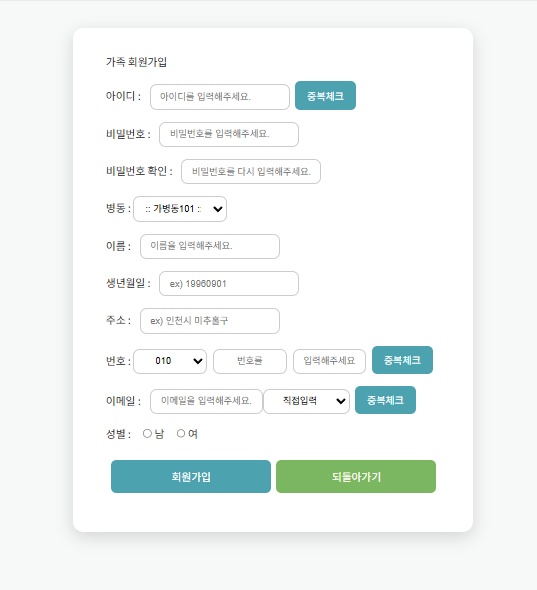 가족 회원가입
아이디 : 아이디를 입력해주세요. 중복체크
비밀번호 : 비밀번호를 입력해주세요.
비밀번호 확인 : 비밀번호를 다시 입력해주세요.
병동 : :: 가병동101 ::
이름 : 이름을 입력해주세요.
생년월일 : ex) 19960901
주소 : ex) 인천시 미추홀구
번호 : 010 번호를 입력해주세요 중복체크
이메일 : 이메일을 입력해주세요. 직접입력 중복체크
성별 : 남 여
회원가입 되돌아가기